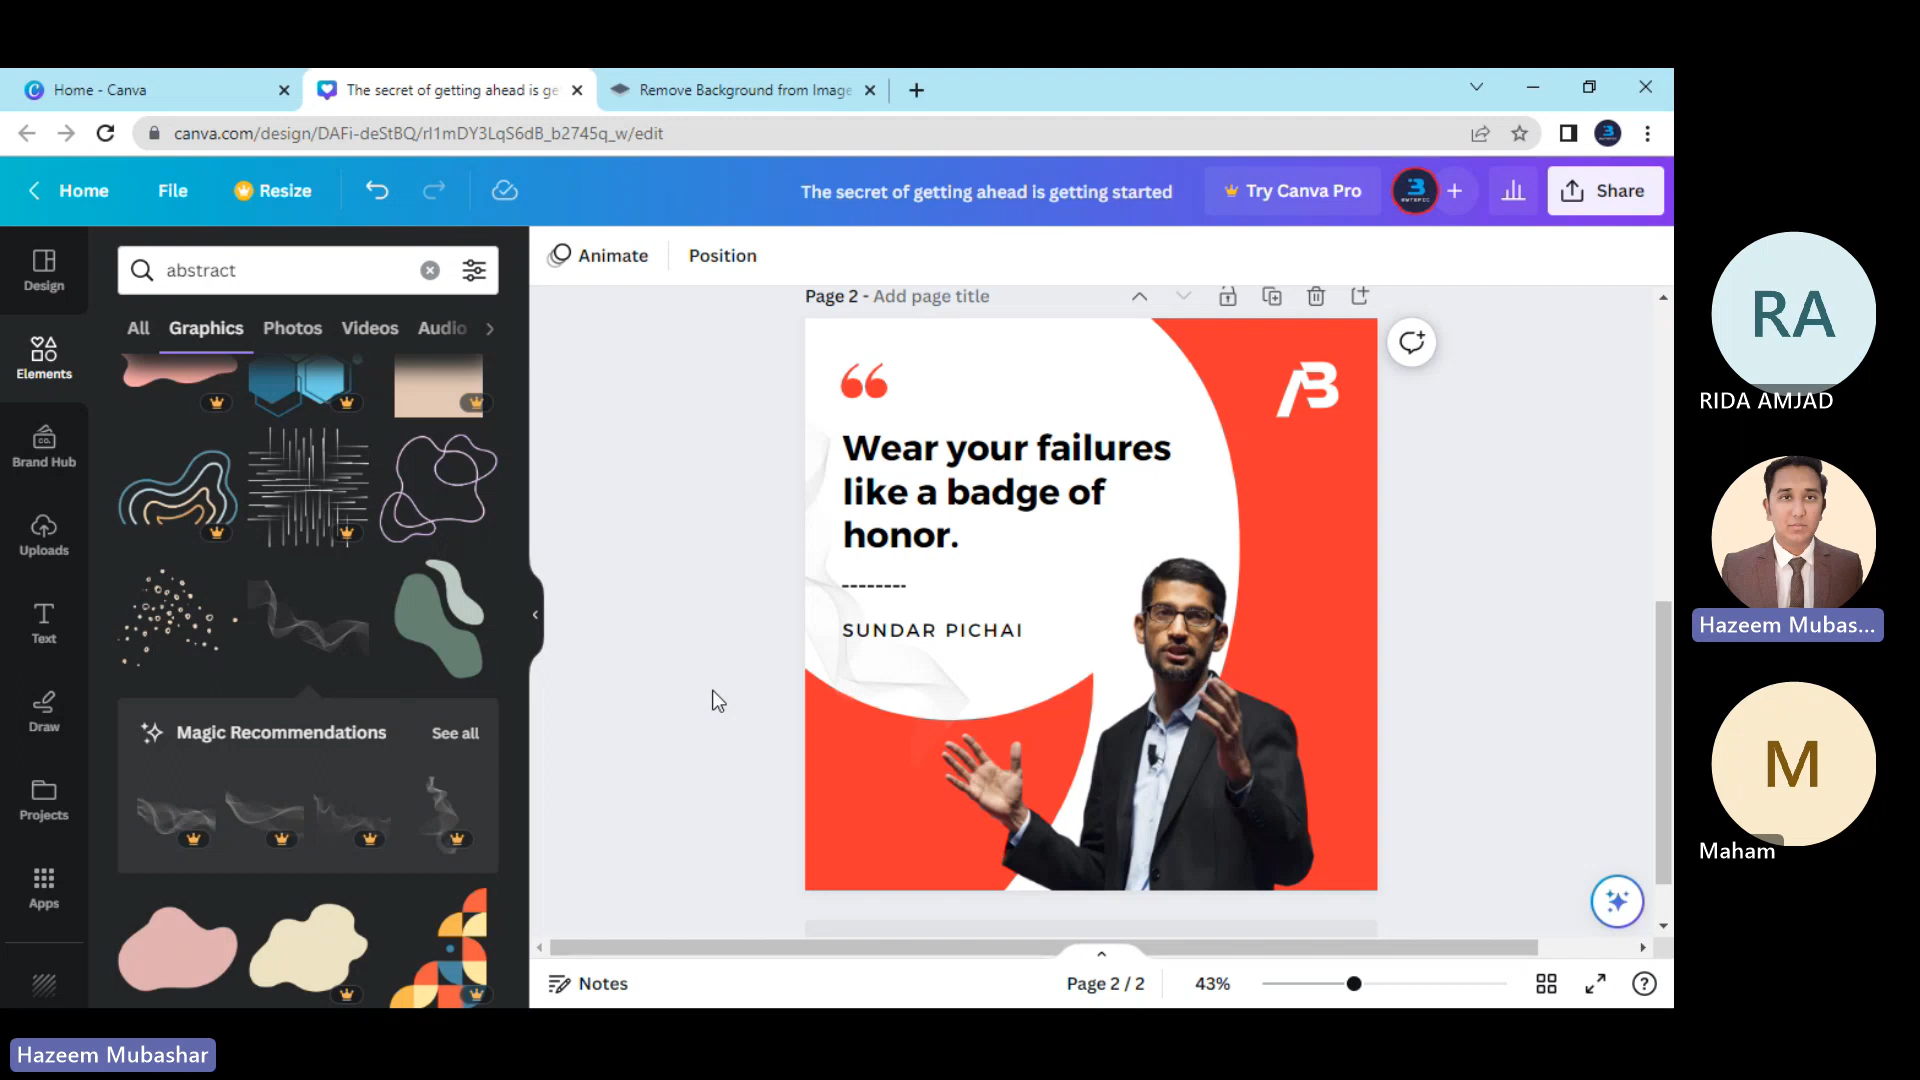 Home - Canva
The secret of getting ahead is ge
Remove Background from Image
canva.com/design/DAFi-deStBQ/rI1mDY3LqS6dB_b2745q_w/edit
Home
File
Resize
The secret of getting ahead is getting started
Try Canva Pro
Share
Design
Elements
Brand Hub
CO.
Uploads
Text
Draw
Projects
Apps
abstract
All
Graphics
Photos
Videos
Audio
Magic Recommendations
See all
Animate
Position
Page 2 - Add page title
B
Wear your failures
like a badge of
honor.
--------
SUNDAR PICHAI
Notes
Page 2 / 2
43%
RA
RIDA AMJAD
Hazeem Mubas...
M
Maham
Hazeem Mubashar